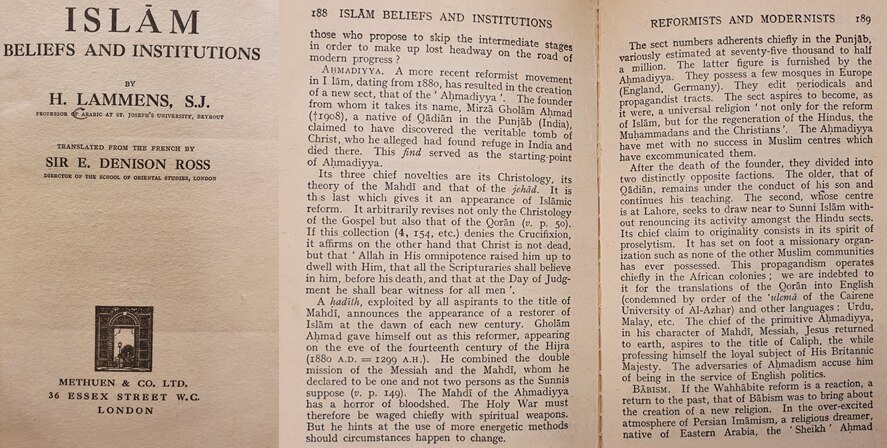 ISLĀM
BELIEFS AND INSTITUTIONS
BY
H. LAMMENS, S.J.
PROFESSOR OF ARABIC AT ST. JOSEPH'S UNIVERSITY, BEYROUT
TRANSLATED FROM THE FRENCH BY
SIR E. DENISON ROSS
DIRECTOR OF THE SCHOOL OF ORIENTAL STUDIES, LONDON
METHUEN & CO. LTD.
36 ESSEX STREET W.C.
LONDON
188 ISLĀM BELIEFS AND INSTITUTIONS
those who propose to skip the intermediate stages
in order to make up lost headway on the road of
modern progress ?
AḤMADIYYA. A more recent reformist movement
in I lām, dating from 1880, has resulted in the creation
of a new sect, that of the ' Aḥmadiyya '. The founder
from whom it takes its name, Mirzā Gholām Aḥmad
(†1908), a native of Qādiān in the Punjāb (India),
claimed to have discovered the veritable tomb of
Christ, who he alleged had found refuge in India and
died there. This find served as the starting-point
of Aḥmadiyya.
Its three chief novelties are its Christology, its
theory of the Mahdī and that of the jehād. It is
this last which gives it an appearance of Islāmic
reform. It arbitrarily revises not only the Christology
of the Gospel but also that of the Qorān (v. p. 50).
If this collection (4, 154, etc.) denies the Crucifixion,
it affirms on the other hand that Christ is not dead,
but that ' Allah in His omnipotence raised him up to
dwell with Him, that all the Scripturaries shall believe
in him, before his death, and that at the Day of Judg-
ment he shall bear witness for all men '.
A ḥadīth, exploited by all aspirants to the title of
Mahdī, announces the appearance of a restorer of
Islām at the dawn of each new century. Gholām
Aḥmad gave himself out as this reformer, appearing
on the eve of the fourteenth century of the Hijra
(1880 A.D. = 1299 A.H.). He combined the double
mission of the Messiah and the Mahdī, whom he
declared to be one and not two persons as the Sunnis
suppose (v. p. 149). The Mahdī of the Aḥmadiyya
has a horror of bloodshed. The Holy War must
therefore be waged chiefly with spiritual weapons.
But he hints at the use of more energetic methods
should circumstances happen to change.
REFORMISTS AND MODERNISTS 189
The sect numbers adherents chiefly in the Punjāb,
variously estimated at seventy-five thousand to half
a million. The latter figure is furnished by the
Aḥmadiyya. They possess a few mosques in Europe
(England, Germany). They edit periodicals and
propagandist tracts. The sect aspires to become, as
it were, a universal religion ' not only for the reform
of Islām, but for the regeneration of the Hindus, the
Muḥammadans and the Christians '. The Aḥmadiyya
have met with no success in Muslim centres which
have excommunicated them.
After the death of the founder, they divided into
two distinctly opposite factions. The older, that of
Qādiān, remains under the conduct of his son and
continues his teaching. The second, whose centre
is at Lahore, seeks to draw near to Sunni Islām with-
out renouncing its activity amongst the Hindu sects.
Its chief claim to originality consists in its spirit of
proselytism. It has set on foot a missionary organ-
ization such as none of the other Muslim communities
has ever possessed. This propagandism operates
chiefly in the African colonies ; we are indebted to
it for the translations of the Qorān into English
(condemned by order of the 'ulemā of the Cairene
University of Al-Azhar) and other languages : Urdu,
Malay, etc. The chief of the primitive Aḥmadiyya,
in his character of Mahdī, Messiah, Jesus returned
to earth, aspires to the title of Caliph, the while
professing himself the loyal subject of His Britannic
Majesty. The adversaries of Aḥmadism accuse him
of being in the service of English politics.
BĀBISM. If the Wahhābite reform is a reaction, a
return to the past, that of Bābism was to bring about
the creation of a new religion. In the over-excited
atmosphere of Persian Imāmism, a religious dreamer,
native of Eastern Arabia, the ' Sheikh ' Aḥmad